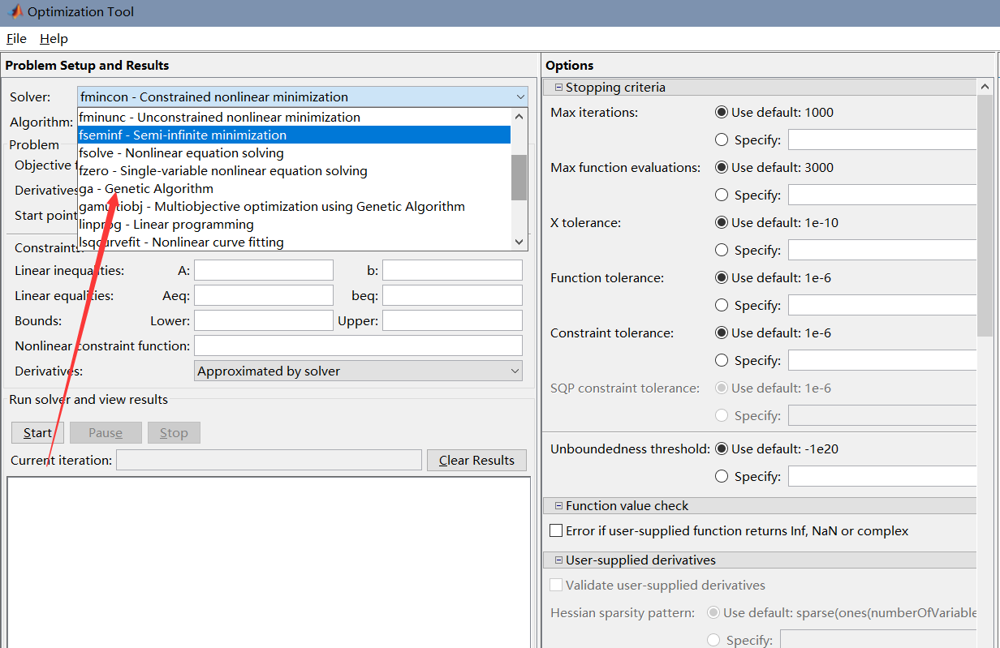 Optimization Tool
File Help
Problem Setup and Results
Solver: fmincon - Constrained nonlinear minimization
Algorithm:
fminunc - Unconstrained nonlinear minimization
fseminf - Semi-infinite minimization
fsolve - Nonlinear equation solving
fzero - Single-variable nonlinear equation solving
ga - Genetic Algorithm
gamultiobj - Multiobjective optimization using Genetic Algorithm
linprog - Linear programming
lsqcurvefit - Nonlinear curve fitting
Problem
Objective f
Derivatives
Start point
Constraints:
Linear inequalities: A: b:
Linear equalities: Aeq: beq:
Bounds: Lower: Upper:
Nonlinear constraint function:
Derivatives: Approximated by solver
Run solver and view results
Start Pause Stop
Current iteration: Clear Results
Options
Stopping criteria
Max iterations: Use default: 1000
Specify:
Max function evaluations: Use default: 3000
Specify:
X tolerance: Use default: 1e-10
Specify:
Function tolerance: Use default: 1e-6
Specify:
Constraint tolerance: Use default: 1e-6
Specify:
SQP constraint tolerance: Use default: 1e-6
Specify:
Unboundedness threshold: Use default: -1e20
Specify:
Function value check
Error if user-supplied function returns Inf, NaN or complex
User-supplied derivatives
Validate user-supplied derivatives
Hessian sparsity pattern: Use default: sparse(ones(numberOfVariable
Specify: